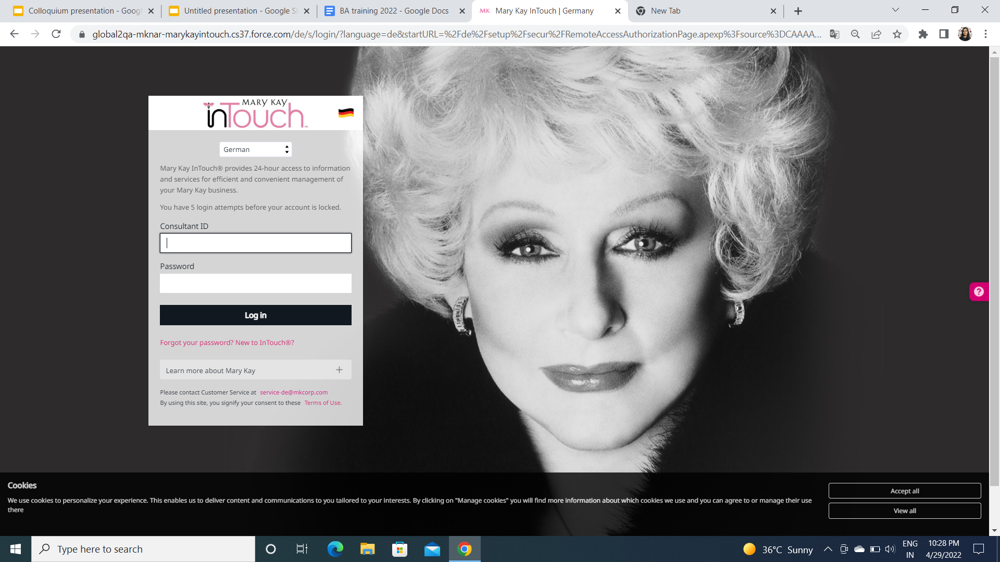 Colloquium presentation - Goog
Untitled presentation - Google Sl
BA training 2022 - Google Docs
MK Mary Kay InTouch | Germany
New Tab
global2qa-mknar-marykayintouch.cs37.force.com/de/s/login/?language=de&startURL=%2Fde%2Fsetup%2Fsecur%2FRemoteAccessAuthorizationPage.apexp%3Fsource%3DCAAAA...
MARY KAY
inTouch™
German
Mary Kay InTouch® provides 24-hour access to information
and services for efficient and convenient management of
your Mary Kay business.
You have 5 login attempts before your account is locked.
Consultant ID
Password
Log in
Forgot your password? New to InTouch®?
Learn more about Mary Kay
Please contact Customer Service at service-de@mkcorp.com
By using this site, you signify your consent to these Terms of Use.
?
Cookies
We use cookies to personalize your experience. This enables us to deliver content and communications to you tailored to your interests. By clicking on "Manage cookies" you will find more information about which cookies we use and you can agree to or manage their use
there
Accept all
View all
Type here to search
36°C Sunny
ENG
IN
10:28 PM
4/29/2022